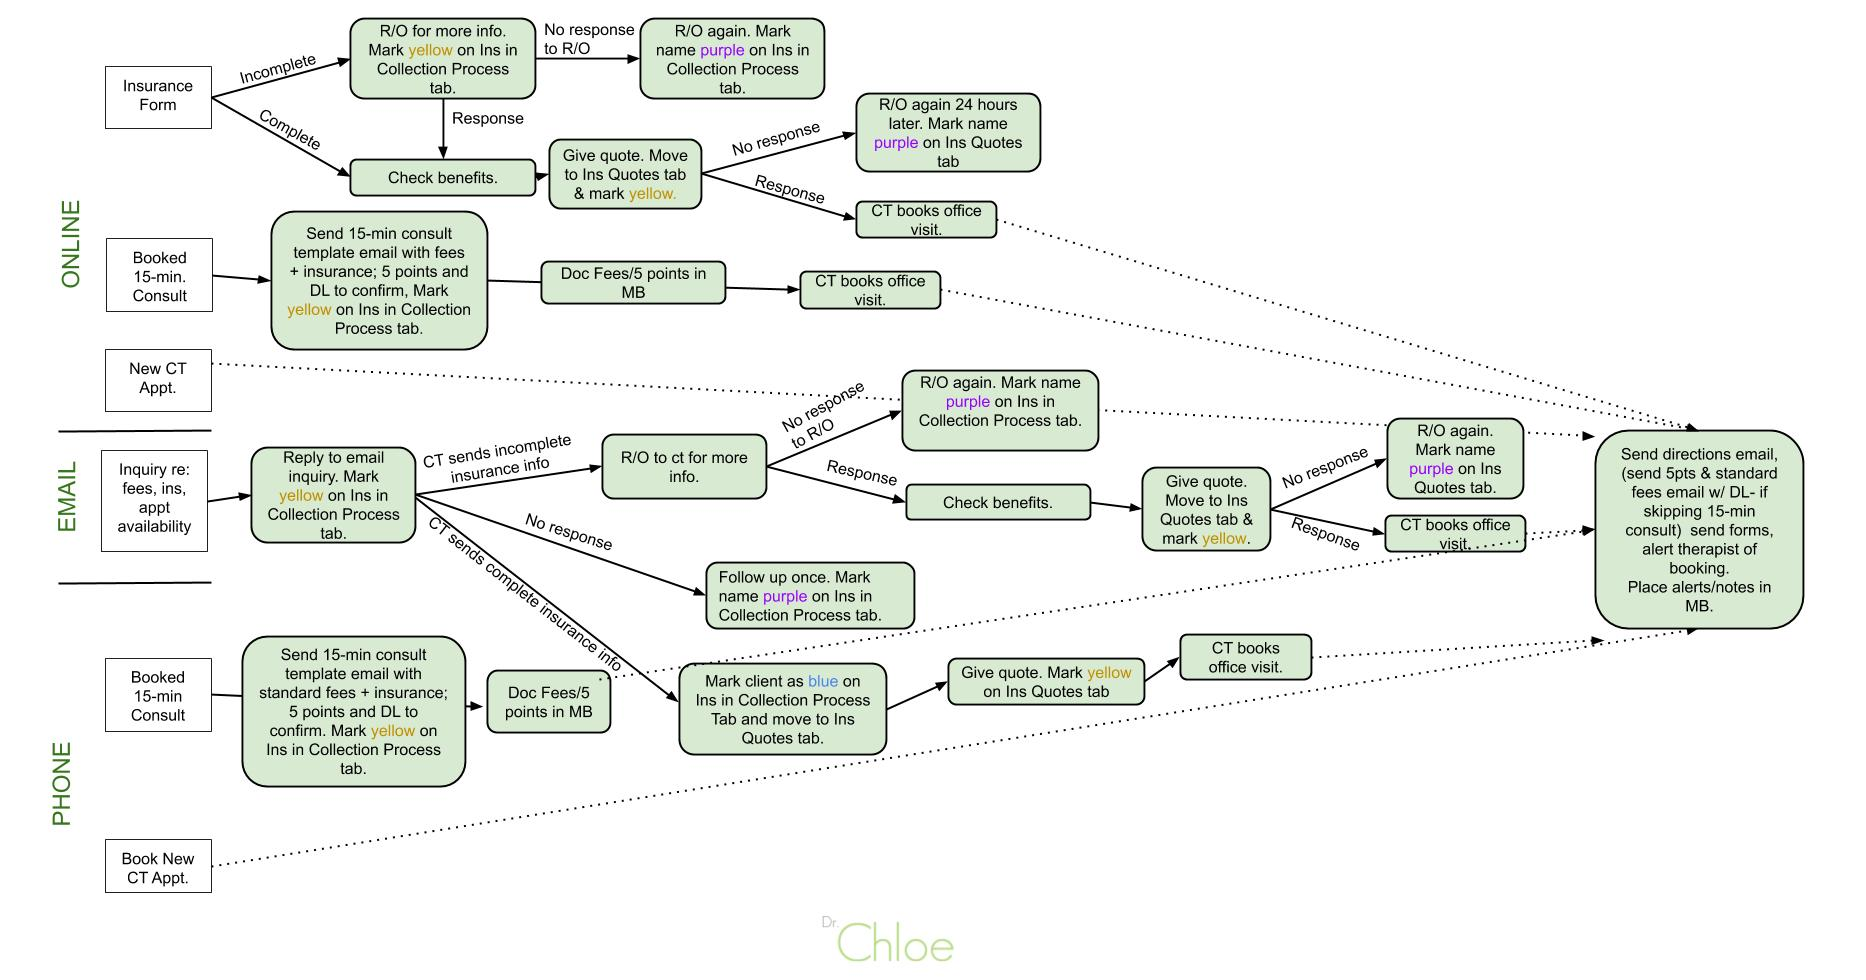 ONLINE
Insurance
Form
Incomplete
Complete
R/O for more info.
Mark yellow on Ins in
Collection Process
tab.
No response
to R/O
R/O again. Mark
name purple on Ins in
Collection Process
tab.
Response
Check benefits.
Give quote. Move
to Ins Quotes tab
& mark yellow.
No response
R/O again 24 hours
later. Mark name
purple on Ins Quotes
tab
Response
CT books office
visit.
Booked
15-min.
Consult
Send 15-min consult
template email with fees
+ insurance; 5 points and
DL to confirm, Mark
yellow on Ins in Collection
Process tab.
Doc Fees/5 points in
MB
CT books office
visit.
New CT
Appt.
EMAIL
Inquiry re:
fees, ins,
appt
availability
Reply to email
inquiry. Mark
yellow on Ins in
Collection Process
tab.
CT sends incomplete
insurance info
R/O to ct for more
info.
No response
to R/O
R/O again. Mark name
purple on Ins in
Collection Process tab.
Response
Check benefits.
Give quote.
Move to Ins
Quotes tab &
mark yellow.
No response
R/O again.
Mark name
purple on Ins
Quotes tab.
Response
CT books office
visit.
No response
Follow up once. Mark
name purple on Ins in
Collection Process tab.
CT sends complete insurance info
Mark client as blue on
Ins in Collection Process
Tab and move to Ins
Quotes tab.
Give quote. Mark yellow
on Ins Quotes tab
CT books
office visit.
Send directions email,
(send 5pts & standard
fees email w/ DL- if
skipping 15-min
consult)  send forms,
alert therapist of
booking.
Place alerts/notes in
MB.
PHONE
Booked
15-min
Consult
Send 15-min consult
template email with
standard fees + insurance;
5 points and DL to
confirm. Mark yellow on
Ins in Collection Process
tab.
Doc Fees/5
points in MB
Book New
CT Appt.
Dr.
Chloe